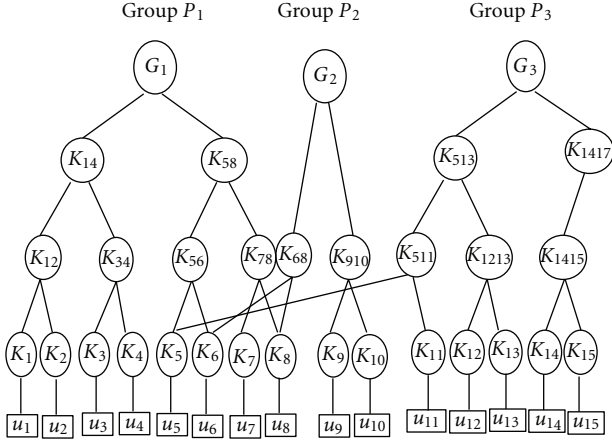 Group P₁ Group P₂ Group P₃
G₁ G₂ G₃
K₁₄ K₅₈ K₅₁₃ K₁₄₁₇
K₁₂ K₃₄ K₅₆ K₇₈ K₆₈ K₉₁₀ K₅₁₁ K₁₂₁₃ K₁₄₁₅
K₁ K₂ K₃ K₄ K₅ K₆ K₇ K₈ K₉ K₁₀ K₁₁ K₁₂ K₁₃ K₁₄ K₁₅
u₁ u₂ u₃ u₄ u₅ u₆ u₇ u₈ u₉ u₁₀ u₁₁ u₁₂ u₁₃ u₁₄ u₁₅